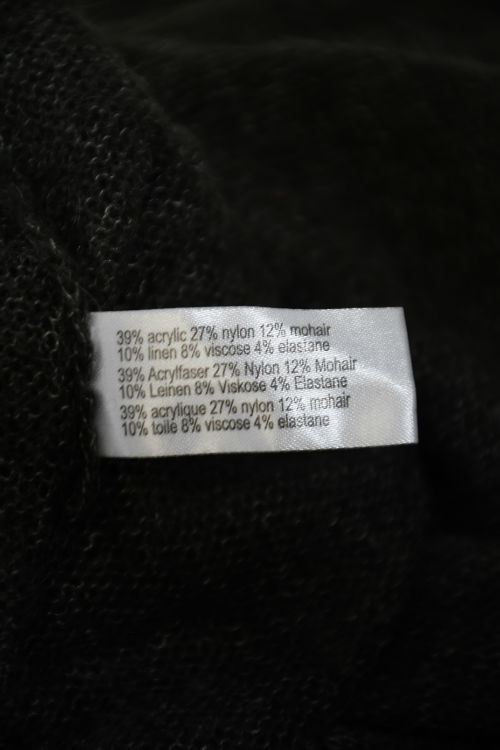 39% acrylic 27% nylon 12% mohair
10% linen 8% viscose 4% elastane
39% Acrylfaser 27% Nylon 12% Mohair
10% Leinen 8% Viskose 4% Elastane
39% acrylique 27% nylon 12% mohair
10% toile 8% viscose 4% elastane